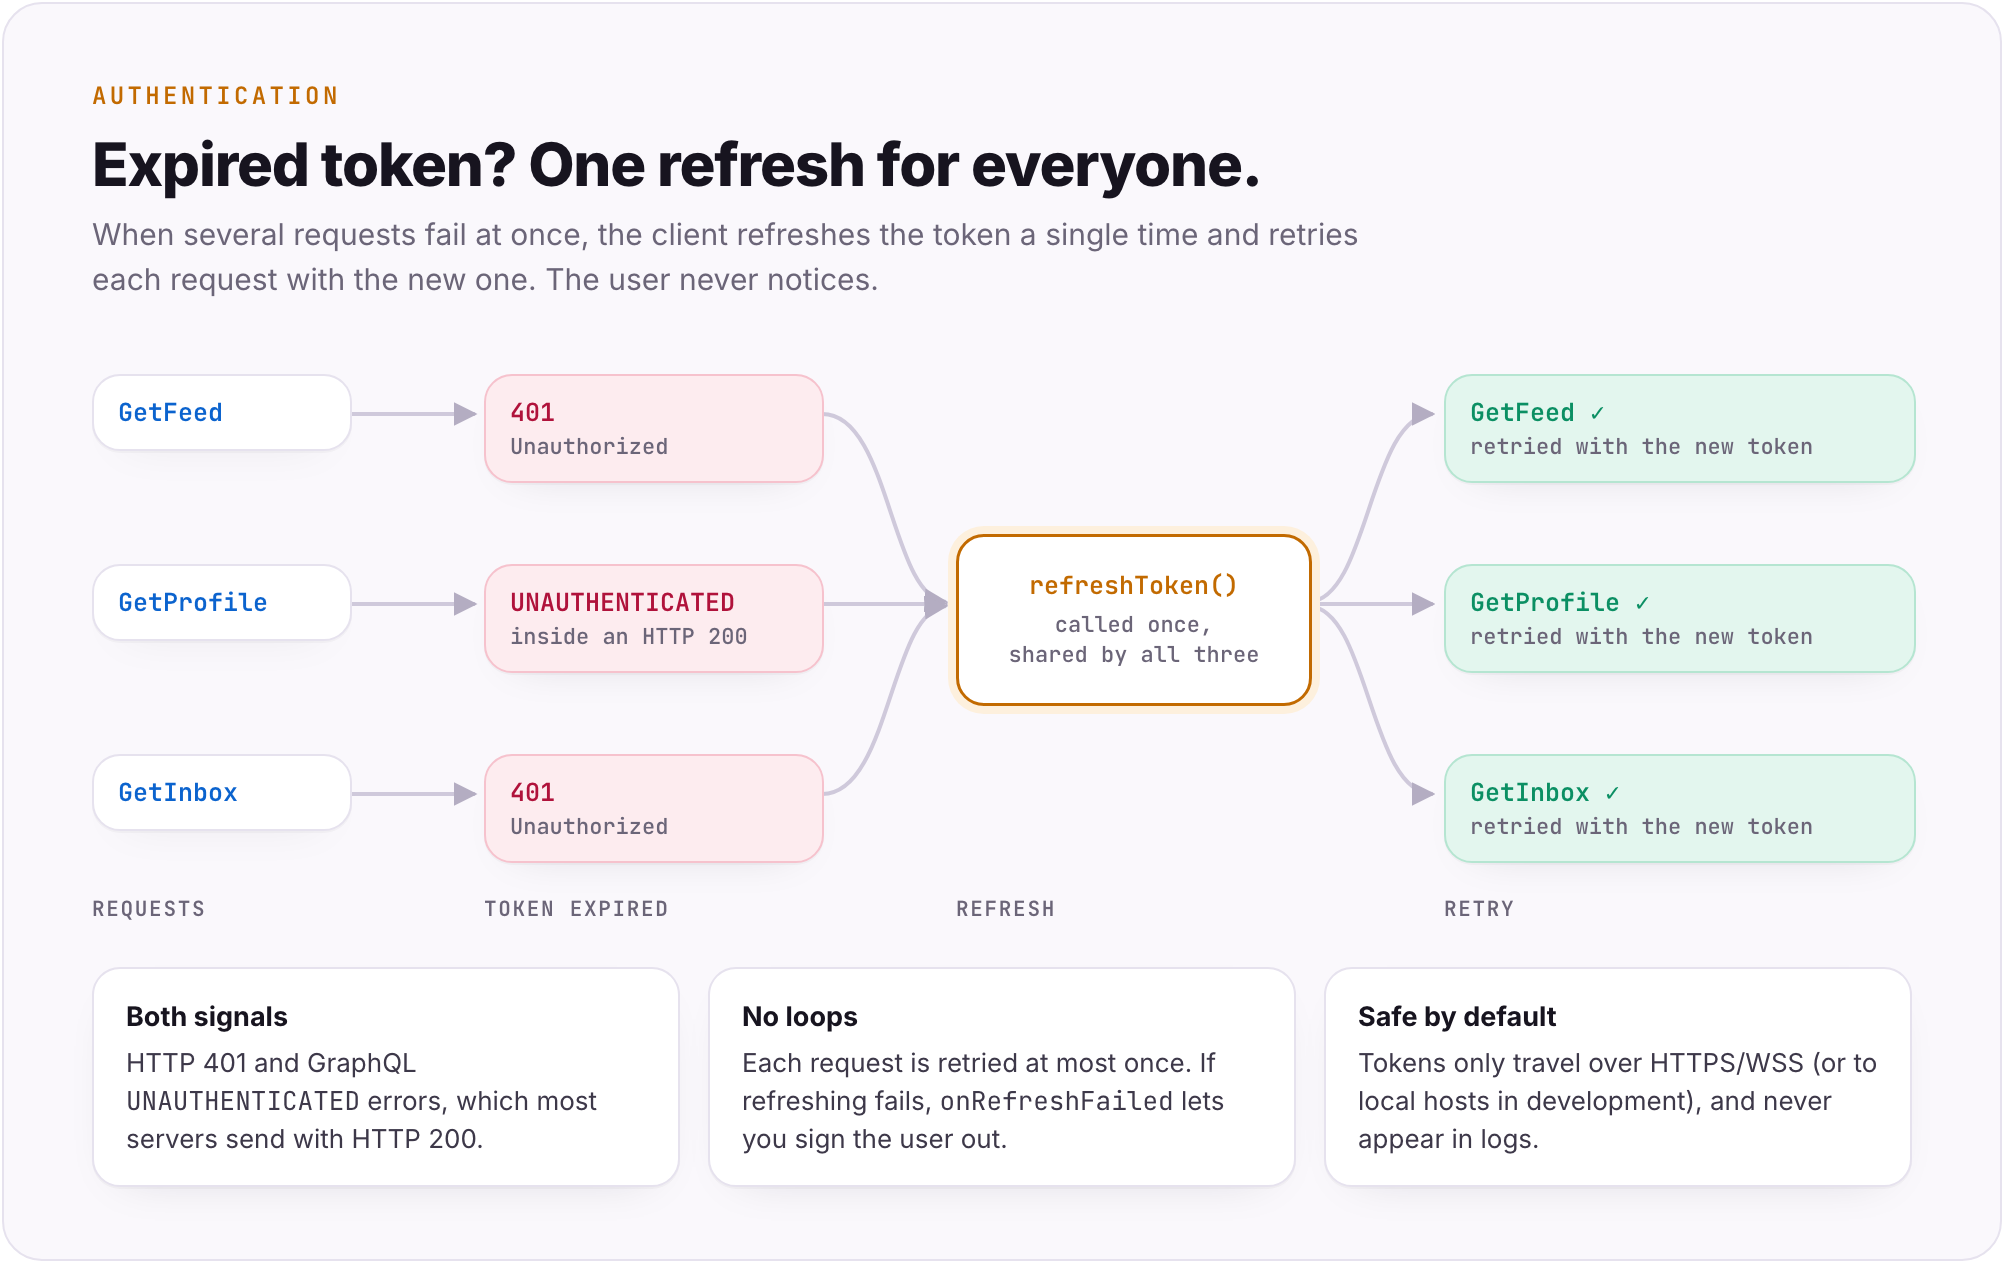 AUTHENTICATION
Expired token? One refresh for everyone.
When several requests fail at once, the client refreshes the token a single time and retries
each request with the new one. The user never notices.
GetFeed
401
Unauthorized
GetFeed ✓
retried with the new token
GetProfile
UNAUTHENTICATED
inside an HTTP 200
refreshToken()
called once,
shared by all three
GetProfile ✓
retried with the new token
GetInbox
401
Unauthorized
GetInbox ✓
retried with the new token
REQUESTS
TOKEN EXPIRED
REFRESH
RETRY
Both signals
HTTP 401 and GraphQL
UNAUTHENTICATED errors, which most
servers send with HTTP 200.
No loops
Each request is retried at most once. If
refreshing fails, onRefreshFailed lets
you sign the user out.
Safe by default
Tokens only travel over HTTPS/WSS (or to
local hosts in development), and never
appear in logs.